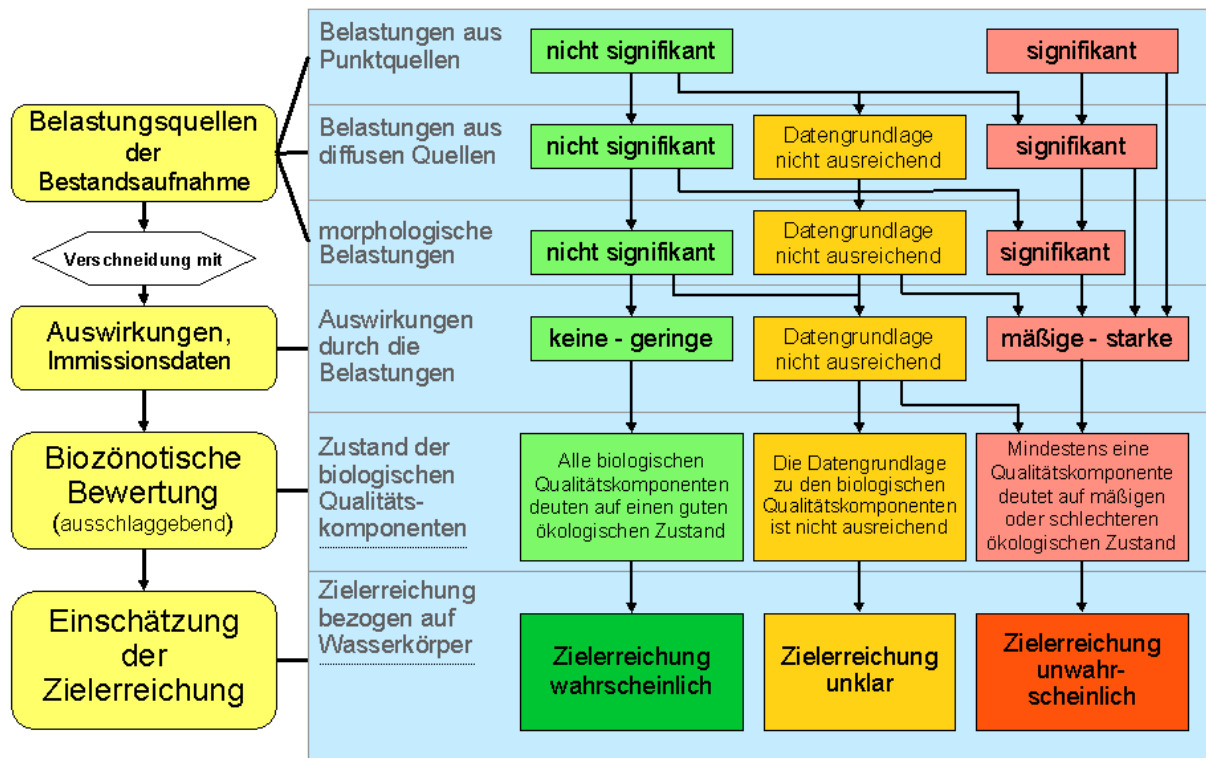 Belastungsquellen
der
Bestandsaufnahme
Verschneidung mit
Auswirkungen,
Immissionsdaten
Biozönotische
Bewertung
(ausschlaggebend)
Einschätzung
der
Zielerreichung
Belastungen aus
Punktquellen
nicht signifikant
signifikant
Belastungen aus
diffusen Quellen
nicht signifikant
Datengrundlage
nicht ausreichend
signifikant
morphologische
Belastungen
nicht signifikant
Datengrundlage
nicht ausreichend
signifikant
Auswirkungen
durch die
Belastungen
keine - geringe
Datengrundlage
nicht ausreichend
mäßige - starke
Zustand der
biologischen
Qualitäts-
komponenten
Alle biologischen
Qualitätskomponenten
deuten auf einen guten
ökologischen Zustand
Die Datengrundlage
zu den biologischen
Qualitätskomponenten
ist nicht ausreichend
Mindestens eine
Qualitätskomponente
deutet auf mäßigen
oder schlechteren
ökologischen Zustand
Zielerreichung
bezogen auf
Wasserkörper
Zielerreichung
wahrscheinlich
Zielerreichung
unklar
Zielerreichung
unwahr-
scheinlich